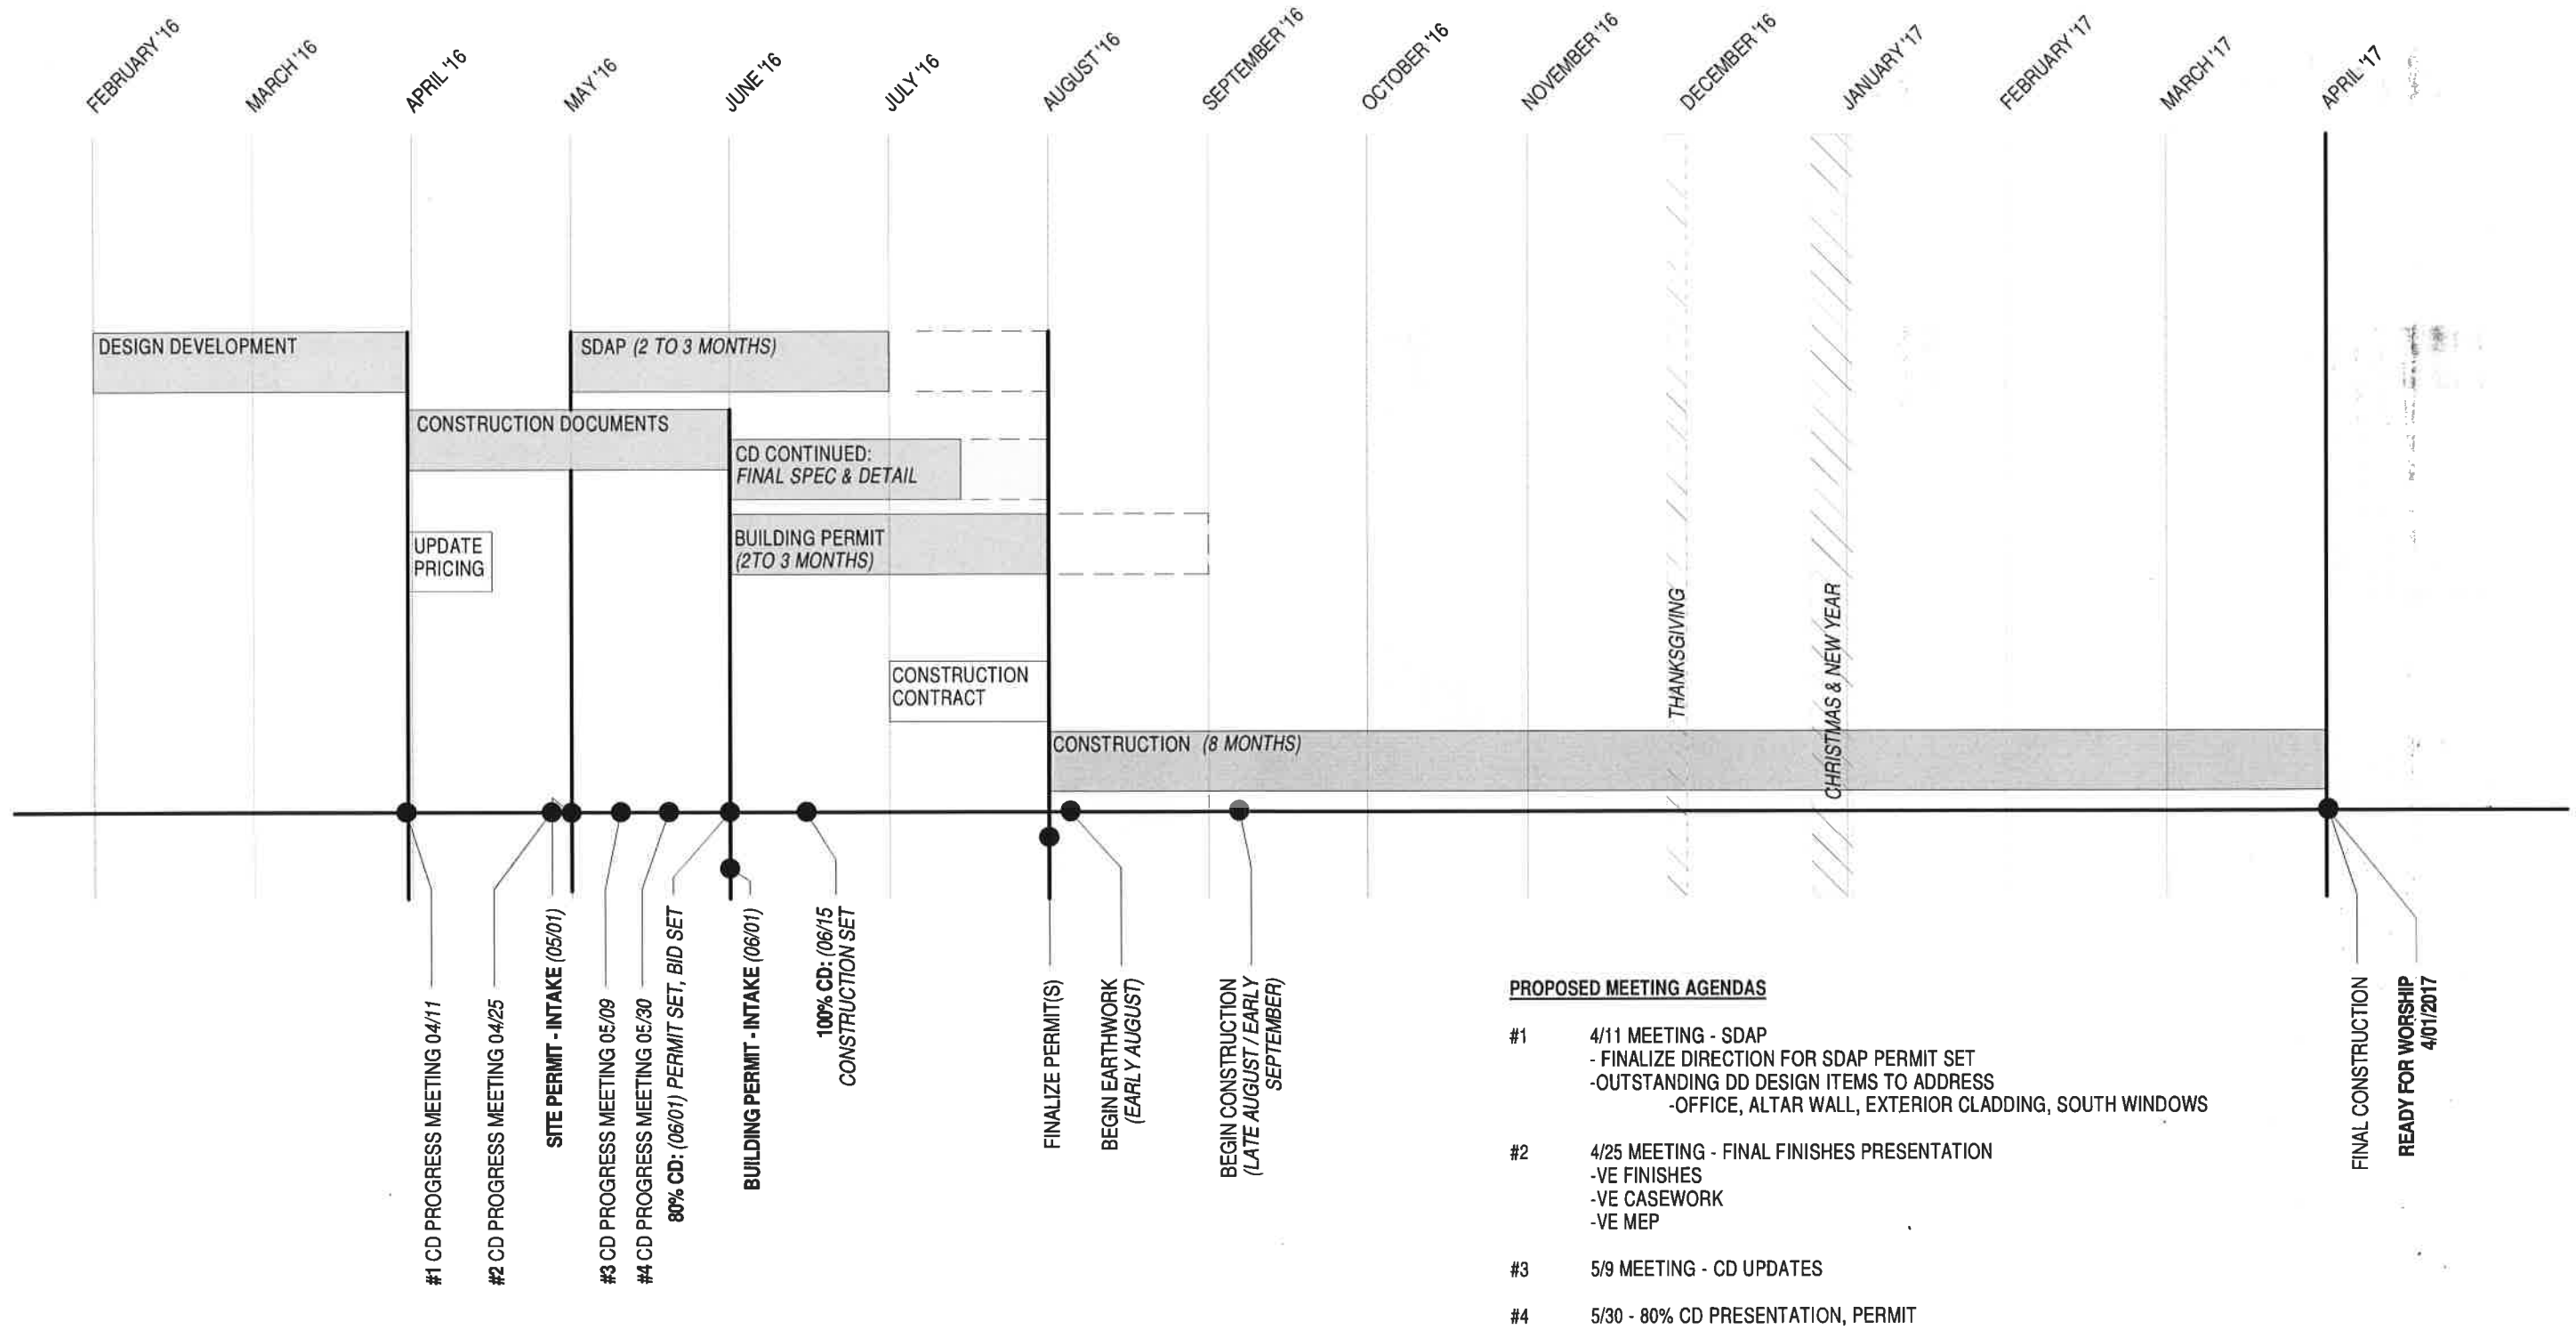 FEBRUARY '16
MARCH '16
APRIL '16
MAY '16
JUNE '16
JULY '16
AUGUST '16
SEPTEMBER '16
OCTOBER '16
NOVEMBER '16
DECEMBER '16
JANUARY '17
FEBRUARY '17
MARCH '17
APRIL '17
DESIGN DEVELOPMENT
SDAP (2 TO 3 MONTHS)
CONSTRUCTION DOCUMENTS
CD CONTINUED:
FINAL SPEC & DETAIL
UPDATE
PRICING
BUILDING PERMIT
(2TO 3 MONTHS)
CONSTRUCTION
CONTRACT
CONSTRUCTION (8 MONTHS)
THANKSGIVING
CHRISTMAS & NEW YEAR
#1 CD PROGRESS MEETING 04/11
#2 CD PROGRESS MEETING 04/25
SITE PERMIT - INTAKE (05/01)
#3 CD PROGRESS MEETING 05/09
#4 CD PROGRESS MEETING 05/30
80% CD: (06/01) PERMIT SET, BID SET
BUILDING PERMIT - INTAKE (06/01)
100% CD: (06/15
CONSTRUCTION SET
FINALIZE PERMIT(S)
BEGIN EARTHWORK
(EARLY AUGUST)
BEGIN CONSTRUCTION
(LATE AUGUST / EARLY
SEPTEMBER)
FINAL CONSTRUCTION
READY FOR WORSHIP
4/01/2017
PROPOSED MEETING AGENDAS
#1 4/11 MEETING - SDAP
- FINALIZE DIRECTION FOR SDAP PERMIT SET
-OUTSTANDING DD DESIGN ITEMS TO ADDRESS
-OFFICE, ALTAR WALL, EXTERIOR CLADDING, SOUTH WINDOWS
#2 4/25 MEETING - FINAL FINISHES PRESENTATION
-VE FINISHES
-VE CASEWORK
-VE MEP
#3 5/9 MEETING - CD UPDATES
#4 5/30 - 80% CD PRESENTATION, PERMIT